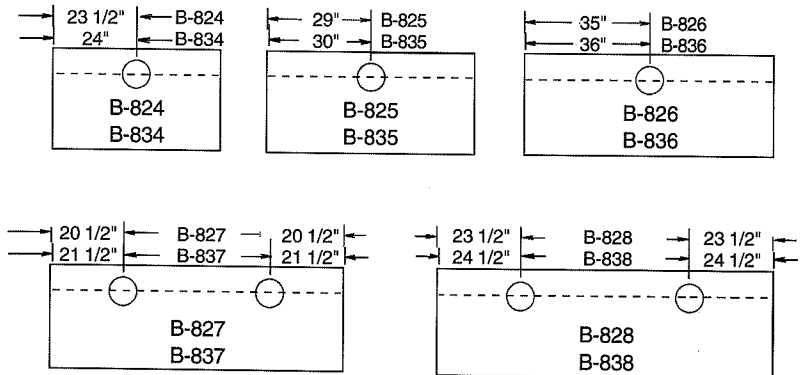 23 1/2" B-824
24" B-834
B-824
B-834
29" B-825
30" B-835
B-825
B-835
35" B-826
36" B-836
B-826
B-836
20 1/2" B-827 20 1/2"
21 1/2" B-837 21 1/2"
B-827
B-837
23 1/2" B-828 23 1/2"
24 1/2" B-838 24 1/2"
B-828
B-838